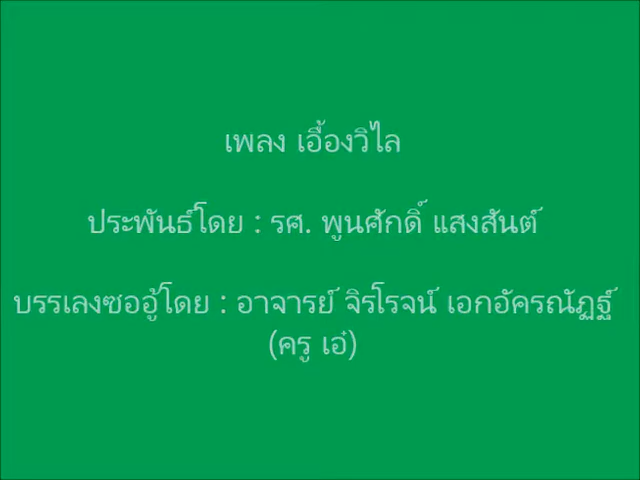 เพลง เอื้องวิไล
ประพันธ์โดย : รศ. พูนศักดิ์ แสงสันต์
บรรเลงซออู้โดย : อาจารย์ จิรโรจน์ เอกอัครณัฏฐ์
(ครู เอ๋)